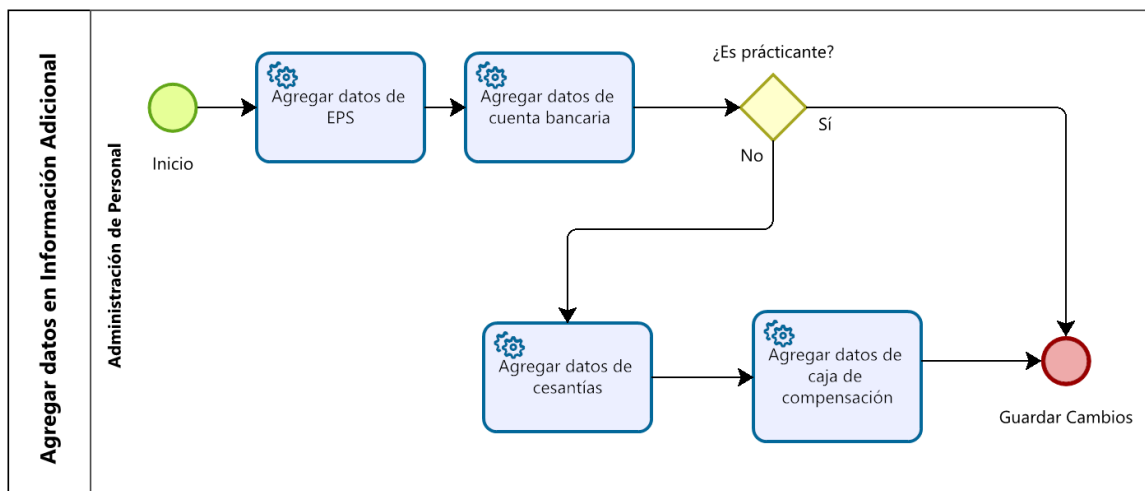 Agregar datos en Información Adicional
Administración de Personal
Inicio
Agregar datos de
EPS
Agregar datos de
cuenta bancaria
¿Es prácticante?
Sí
No
Agregar datos de
cesantías
Agregar datos de
caja de
compensación
Guardar Cambios